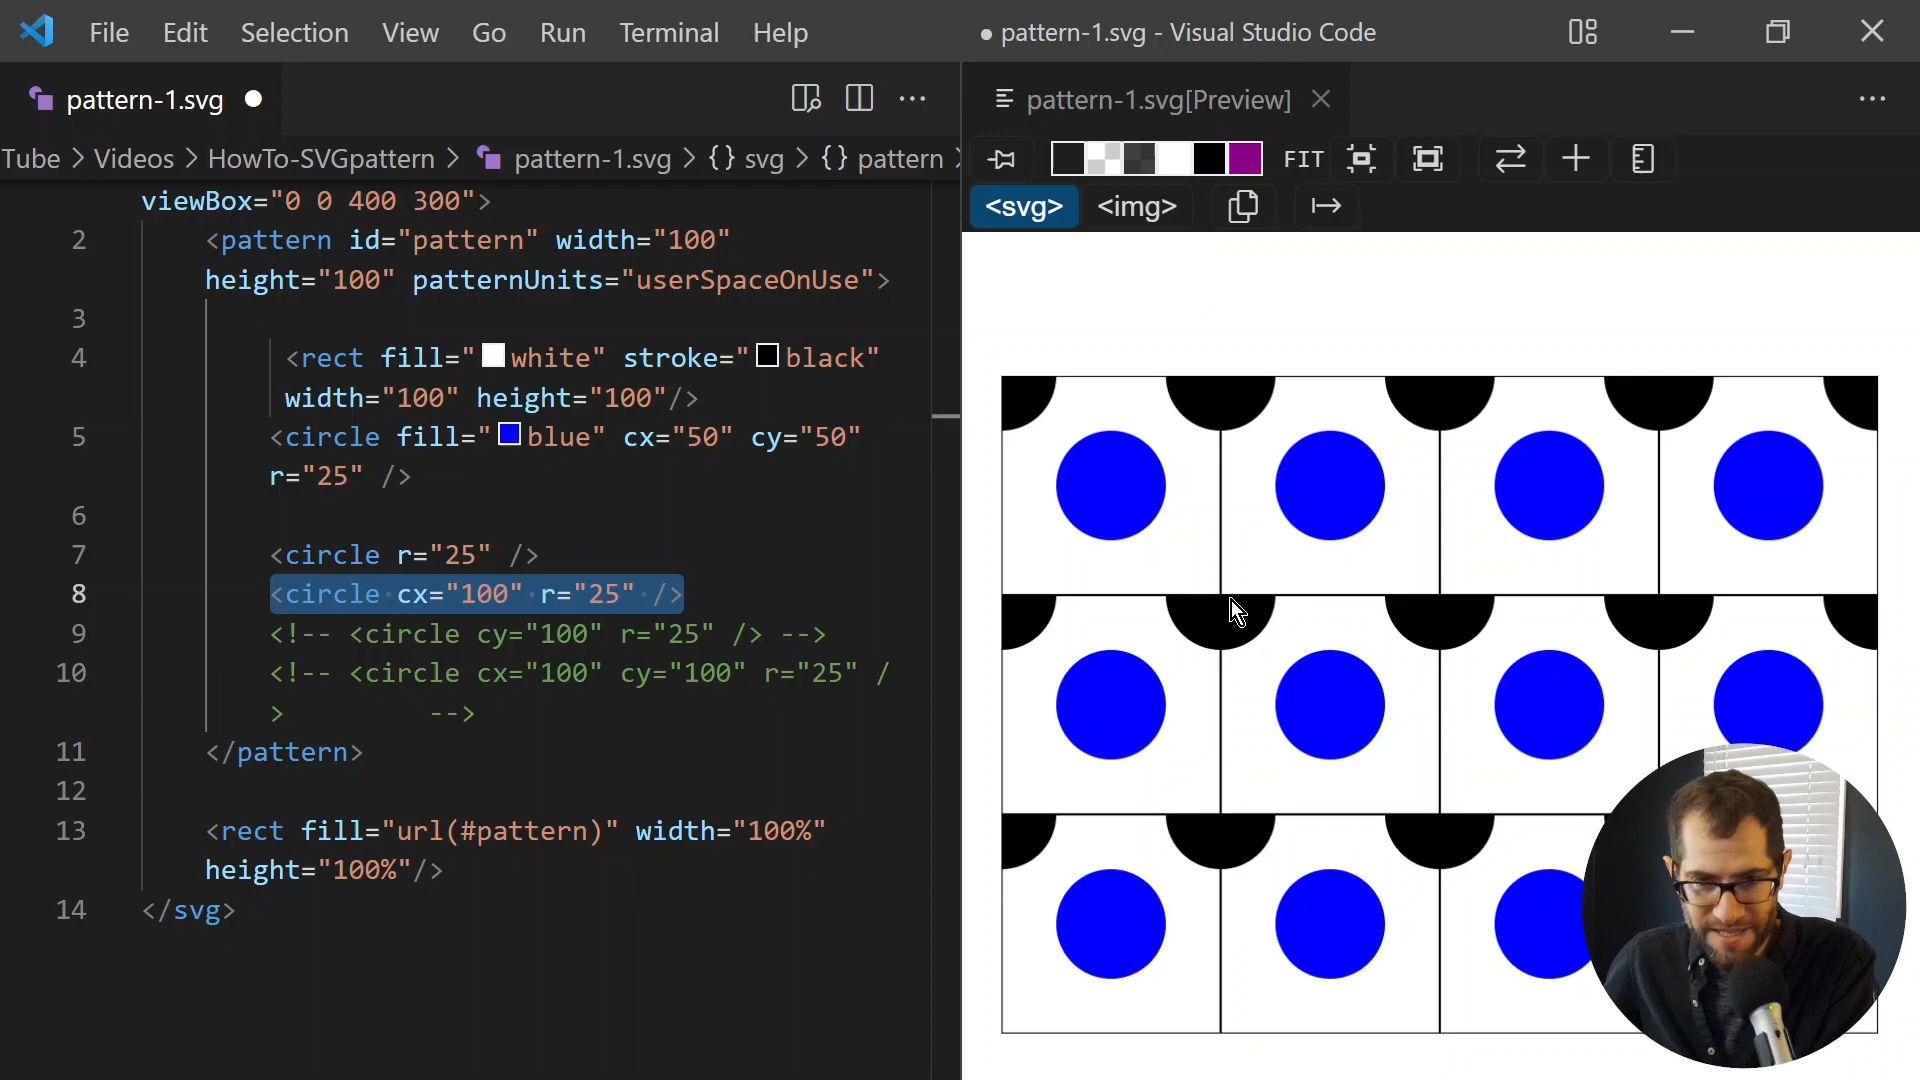 File Edit Selection View Go Run Terminal Help
● pattern-1.svg - Visual Studio Code
pattern-1.svg ●
pattern-1.svg[Preview]
Tube > Videos > HowTo-SVGpattern > pattern-1.svg > {} svg > {} pattern >
FIT
<svg> <img>
viewBox="0 0 400 300">
2 <pattern id="pattern" width="100"
height="100" patternUnits="userSpaceOnUse">
3
4 <rect fill="white" stroke="black"
width="100" height="100"/>
5 <circle fill="blue" cx="50" cy="50"
r="25" />
6
7 <circle r="25" />
8 <circle cx="100" r="25" />
9 <!-- <circle cy="100" r="25" /> -->
10 <!-- <circle cx="100" cy="100" r="25" /
> -->
11 </pattern>
12
13 <rect fill="url(#pattern)" width="100%"
height="100%"/>
14 </svg>